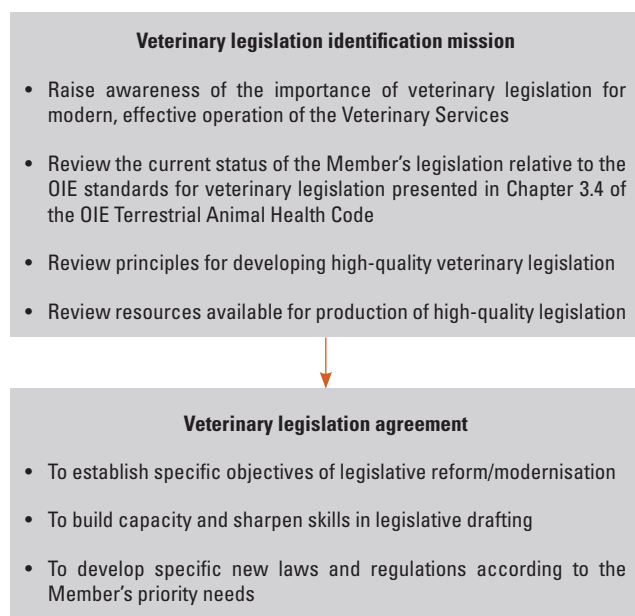 Veterinary legislation identification mission
• Raise awareness of the importance of veterinary legislation for
modern, effective operation of the Veterinary Services
• Review the current status of the Member's legislation relative to the
OIE standards for veterinary legislation presented in Chapter 3.4 of
the OIE Terrestrial Animal Health Code
• Review principles for developing high-quality veterinary legislation
• Review resources available for production of high-quality legislation
Veterinary legislation agreement
• To establish specific objectives of legislative reform/modernisation
• To build capacity and sharpen skills in legislative drafting
• To develop specific new laws and regulations according to the
Member's priority needs